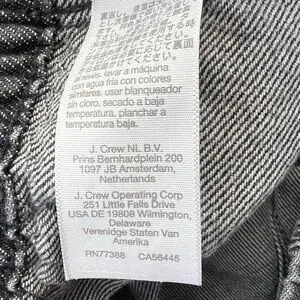 al revés, lavar a máquina
con agua fría con colores
similares, usar blanqueador
sin cloro, secado a baja
temperatura, planchar a
temperatura baja.
J. Crew NL B.V.
Prins Bernhardplein 200
1097 JB Amsterdam,
Netherlands
J. Crew Operating Corp
251 Little Falls Drive
USA DE 19808 Wilmington,
Delaware
Verenidge Staten Van
Amerika
RN77388 CA56445